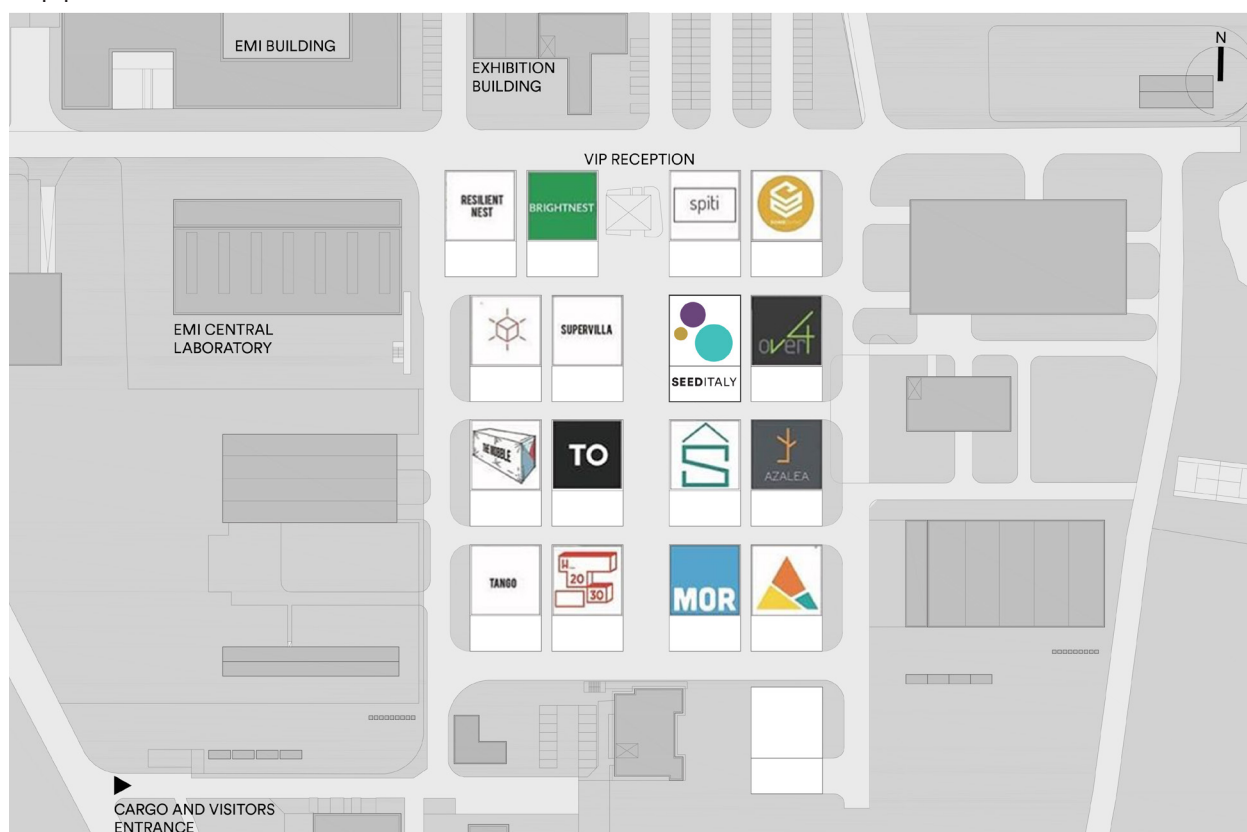 EMI BUILDING
N
EXHIBITION
BUILDING
VIP RECEPTION
RESILIENT
NEST
BRIGHTNEST
spiti
EMI CENTRAL
LABORATORY
SUPERVILLA
over4
SEEDITALY
TO
S
AZALEA
TANGO
H_
20
30
MOR
CARGO AND VISITORS
ENTRANCE